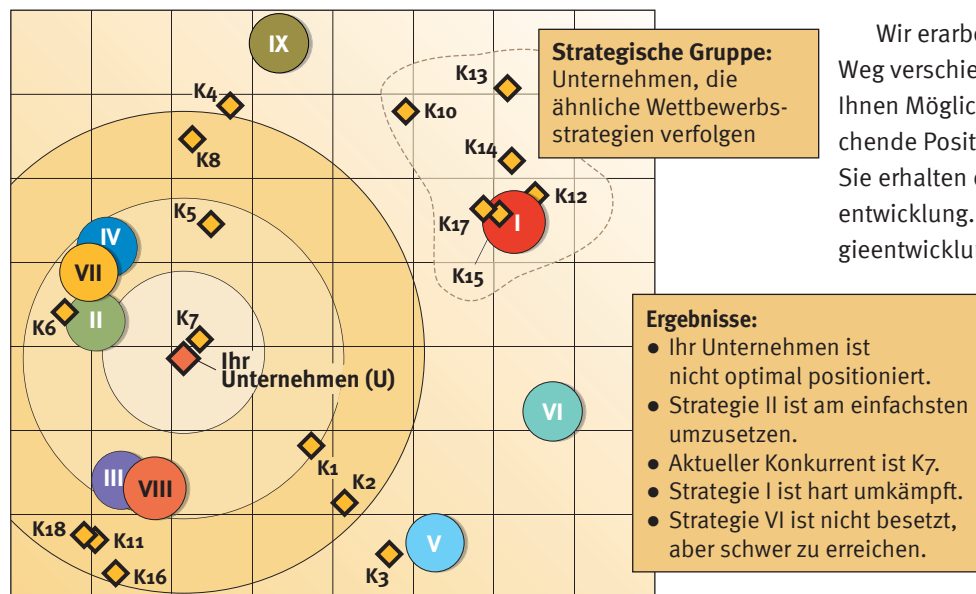 IX
K4
K8
K5
IV
VII
K6
II
K7
Ihr
Unternehmen (U)
III
VIII
K1
K2
K18
K11
K16
K3
V
VI
K13
K10
K14
K12
K17
I
K15
Strategische Gruppe:
Unternehmen, die
ähnliche Wettbewerbs-
strategien verfolgen
Wir erarbe
Weg verschie
Ihnen Möglic
chende Posit
Sie erhalten
entwicklung.
gieentwicklu
Ergebnisse:
● Ihr Unternehmen ist
nicht optimal positioniert.
● Strategie II ist am einfachsten
umzusetzen.
● Aktueller Konkurrent ist K7.
● Strategie I ist hart umkämpft.
● Strategie VI ist nicht besetzt,
aber schwer zu erreichen.